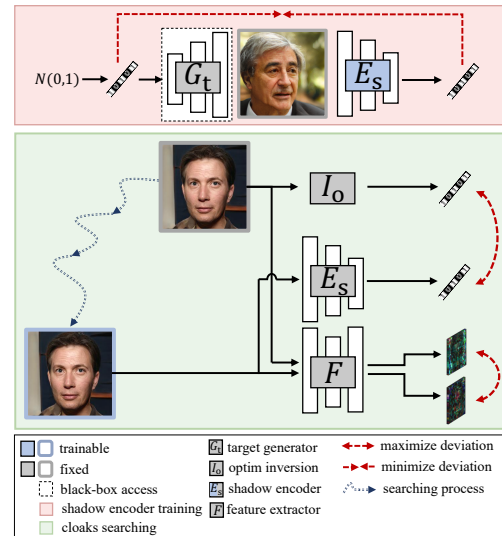 N(0,1)
G_t
E_s
I_o
E_s
F
trainable
fixed
black-box access
shadow encoder training
cloaks searching
G_t target generator
I_o optim inversion
E_s shadow encoder
F feature extractor
maximize deviation
minimize deviation
searching process